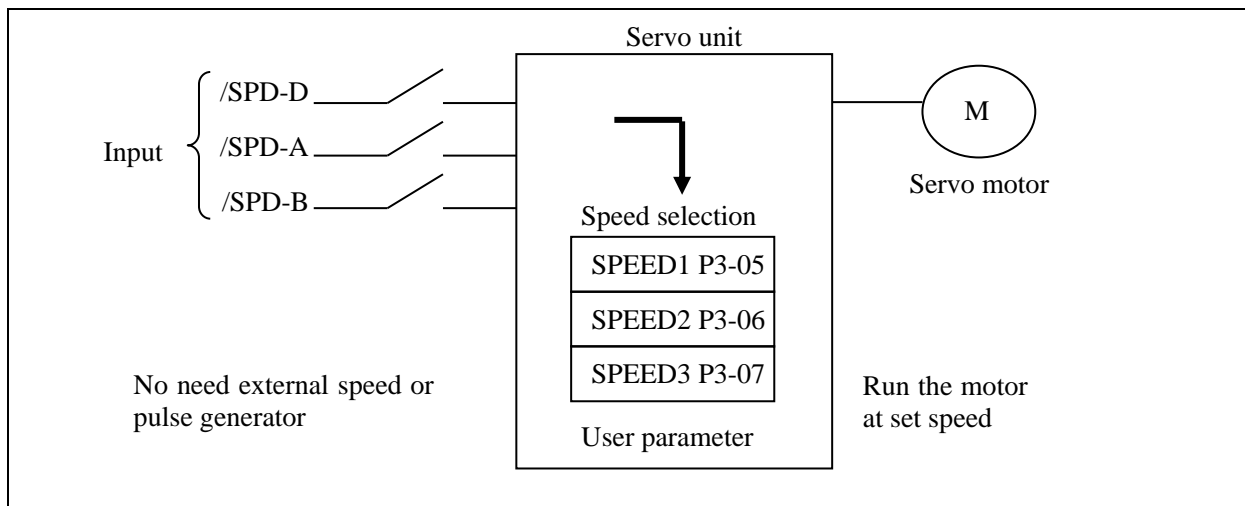 Servo unit
/SPD-D
/SPD-A
/SPD-B
Input
M
Servo motor
Speed selection
SPEED1 P3-05
SPEED2 P3-06
SPEED3 P3-07
User parameter
No need external speed or
pulse generator
Run the motor
at set speed